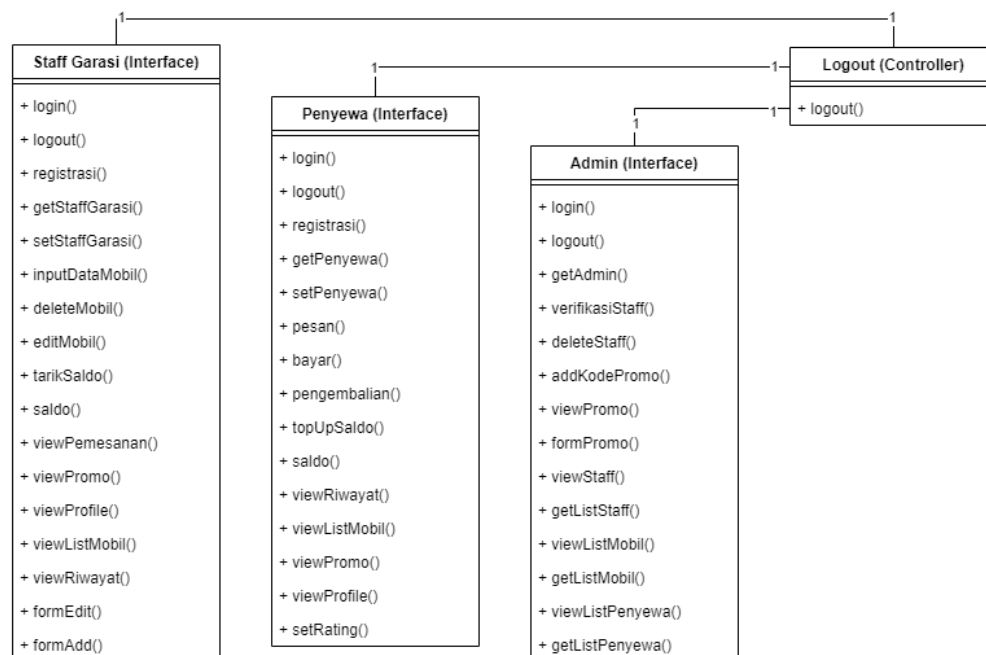 1
1
Staff Garasi (Interface)
+ login()
+ logout()
+ registrasi()
+ getStaffGarasi()
+ setStaffGarasi()
+ inputDataMobil()
+ deleteMobil()
+ editMobil()
+ tarikSaldo()
+ saldo()
+ viewPemesanan()
+ viewPromo()
+ viewProfile()
+ viewListMobil()
+ viewRiwayat()
+ formEdit()
+ formAdd()
1
1
Penyewa (Interface)
+ login()
+ logout()
+ registrasi()
+ getPenyewa()
+ setPenyewa()
+ pesan()
+ bayar()
+ pengembalian()
+ topUpSaldo()
+ saldo()
+ viewRiwayat()
+ viewListMobil()
+ viewPromo()
+ viewProfile()
+ setRating()
1
1
Admin (Interface)
+ login()
+ logout()
+ getAdmin()
+ verifikasiStaff()
+ deleteStaff()
+ addKodePromo()
+ viewPromo()
+ formPromo()
+ viewStaff()
+ getListStaff()
+ viewListMobil()
+ getListMobil()
+ viewListPenyewa()
+ getListPenyewa()
Logout (Controller)
+ logout()